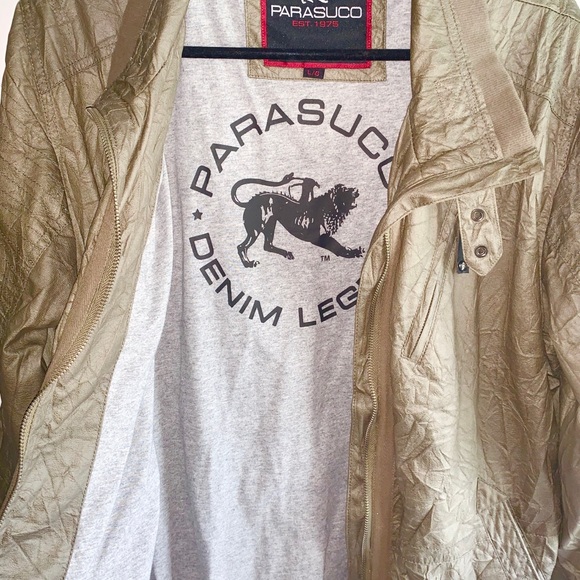 PARASUCO
EST. 1975
L/G
PARASUCO
DENIM LEG
TM